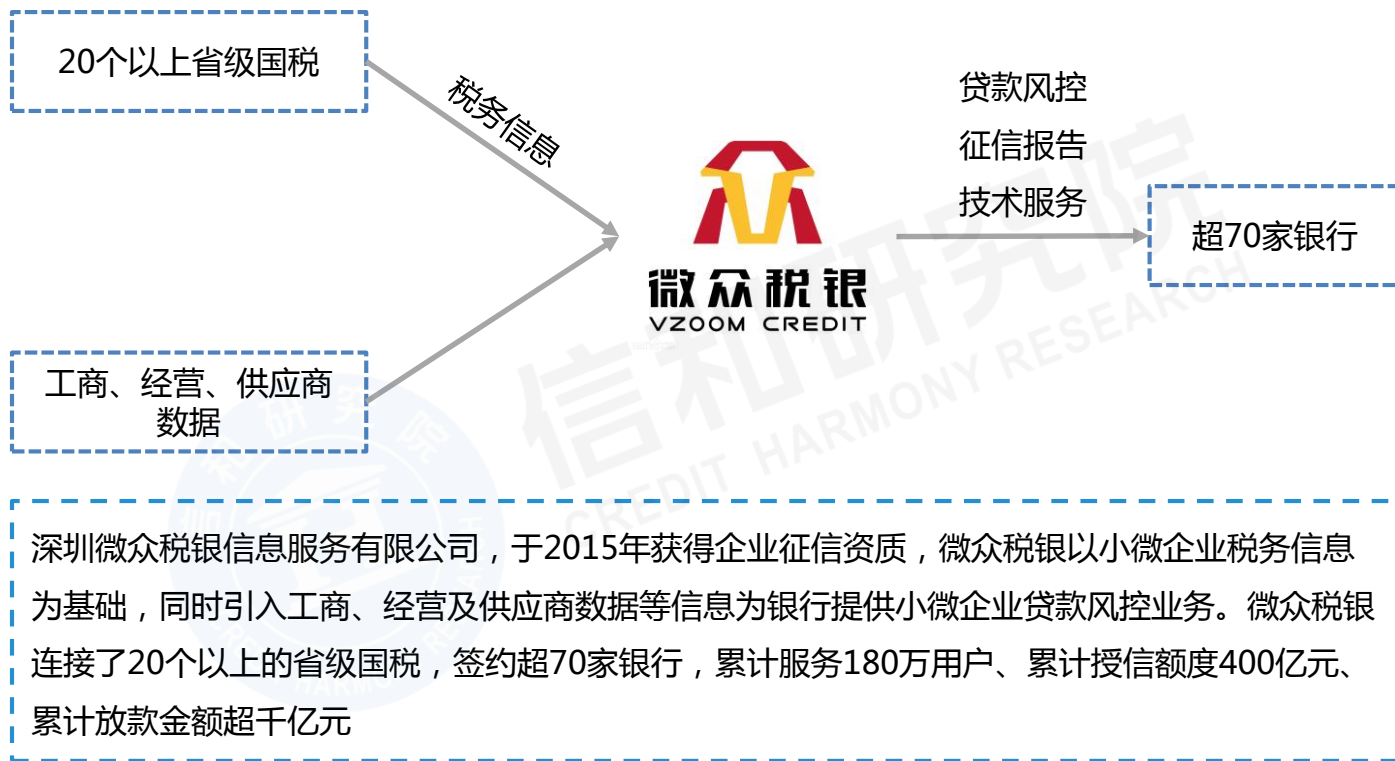 20个以上省级国税
税务信息
贷款风控
征信报告
技术服务
超70家银行
微众税银
VZOOM CREDIT
工商、经营、供应商
数据
信和研究院
CREDIT HARMONY RESEARCH
深圳微众税银信息服务有限公司，于2015年获得企业征信资质，微众税银以小微企业税务信息
为基础，同时引入工商、经营及供应商数据等信息为银行提供小微企业贷款风控业务。微众税银
连接了20个以上的省级国税，签约超70家银行，累计服务180万用户、累计授信额度400亿元、
累计放款金额超千亿元